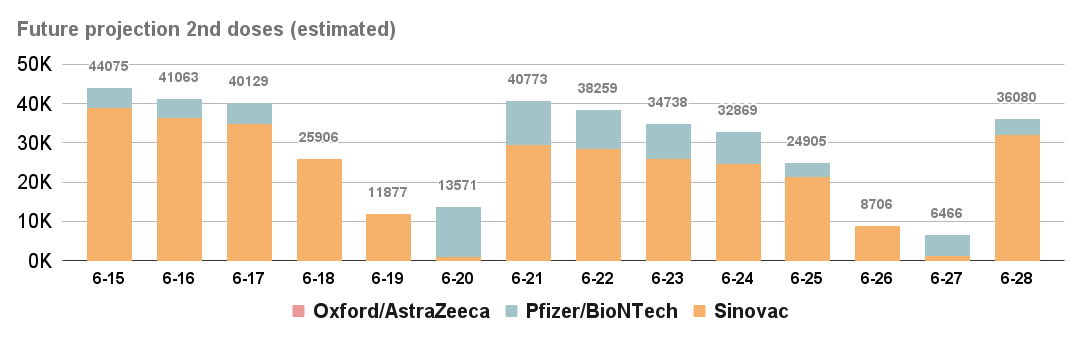 Future projection 2nd doses (estimated)
50K
40K
30K
20K
10K
0K
44075
41063
40129
25906
11877
13571
40773
38259
34738
32869
24905
8706
6466
36080
6-15 6-16 6-17 6-18 6-19 6-20 6-21 6-22 6-23 6-24 6-25 6-26 6-27 6-28
Oxford/AstraZeeca Pfizer/BioNTech Sinovac